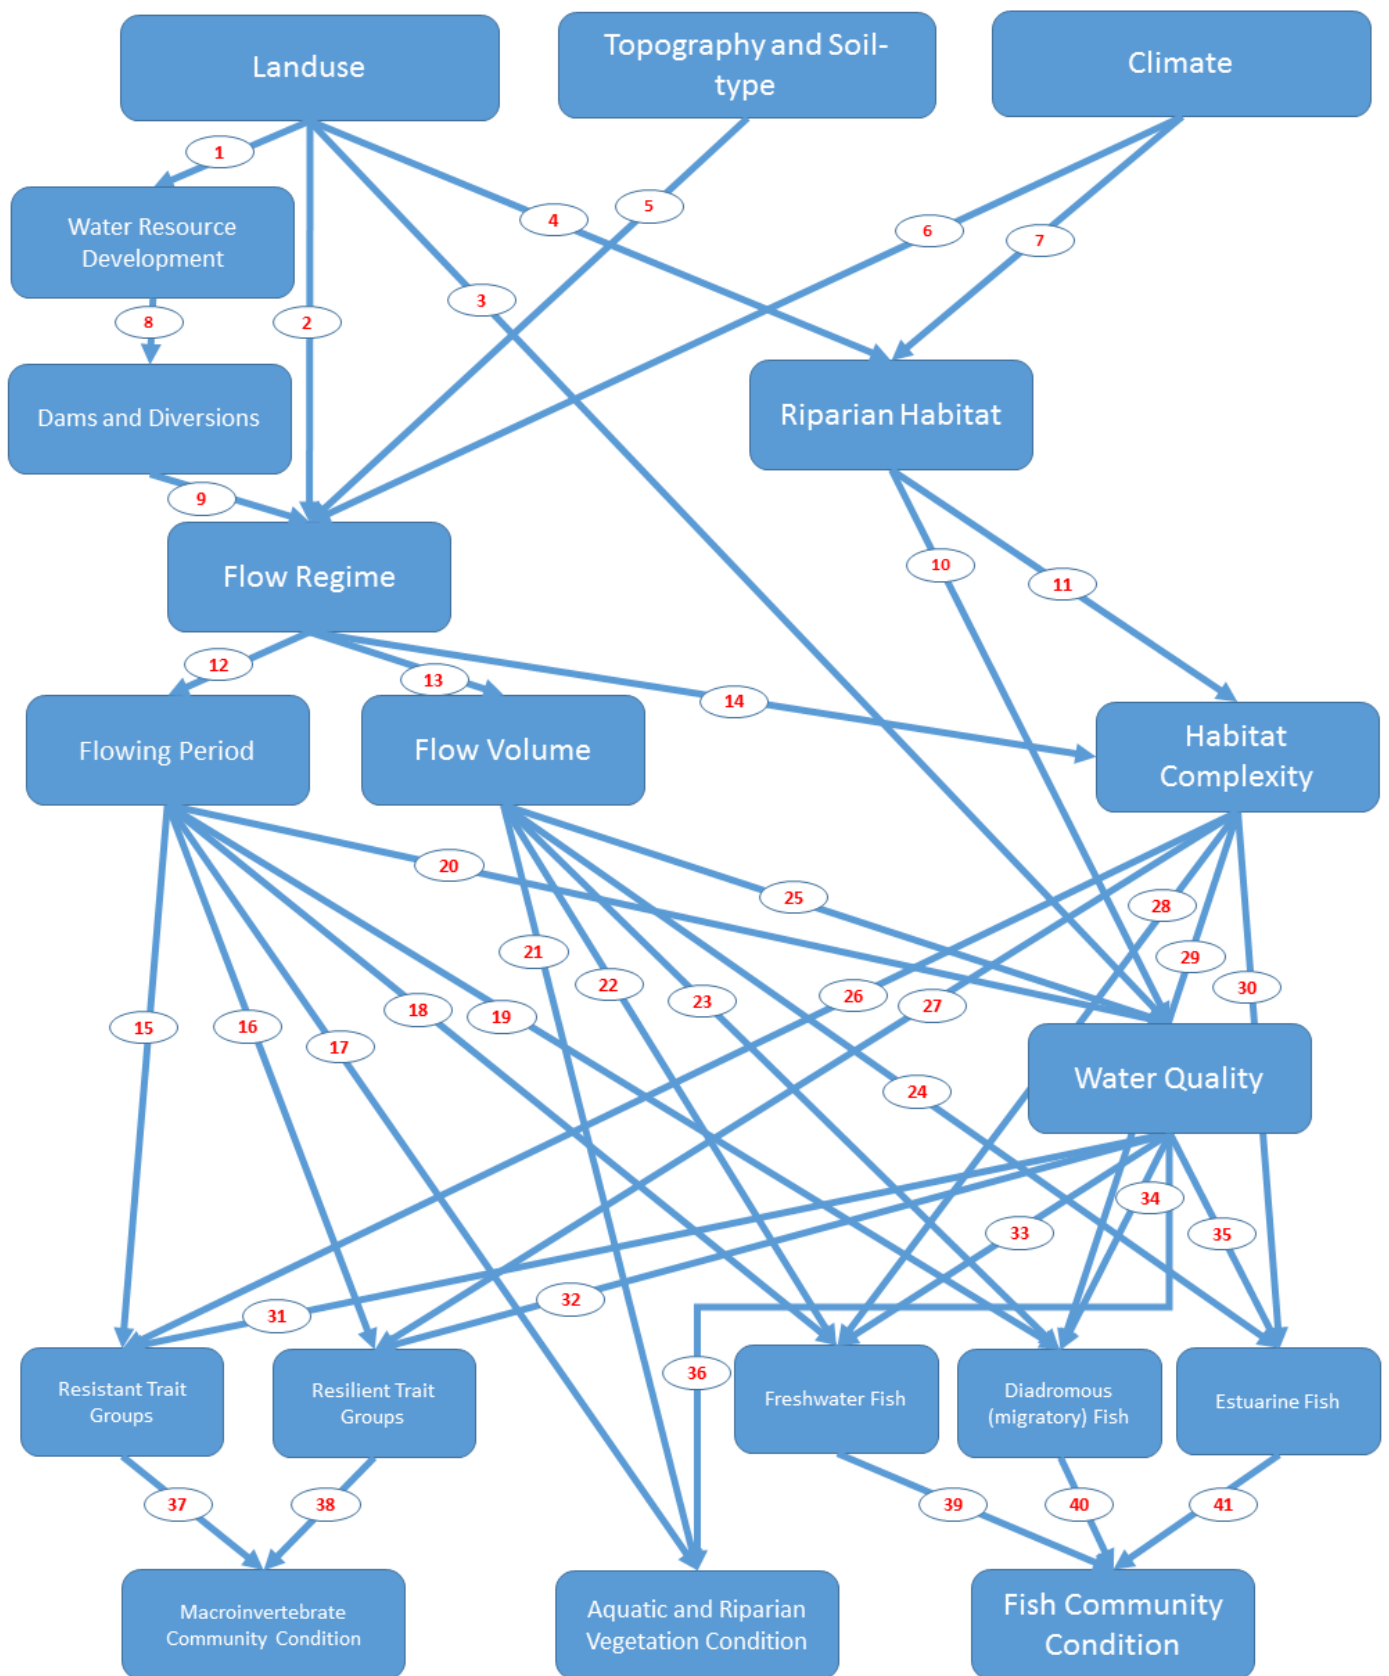 Landuse
Topography and Soil-
type
Climate
1
Water Resource
Development
5
4
6
7
3
8
2
Dams and Diversions
Riparian Habitat
9
Flow Regime
10
11
12
13
14
Flowing Period
Flow Volume
Habitat
Complexity
20
25
28
21
29
22
26
23
27
30
18
19
15
16
17
Water Quality
24
34
33
35
32
31
36
Resistant Trait
Groups
Resilient Trait
Groups
Freshwater Fish
Diadromous
(migratory) Fish
Estuarine Fish
37
38
39
40
41
Macroinvertebrate
Community Condition
Aquatic and Riparian
Vegetation Condition
Fish Community
Condition